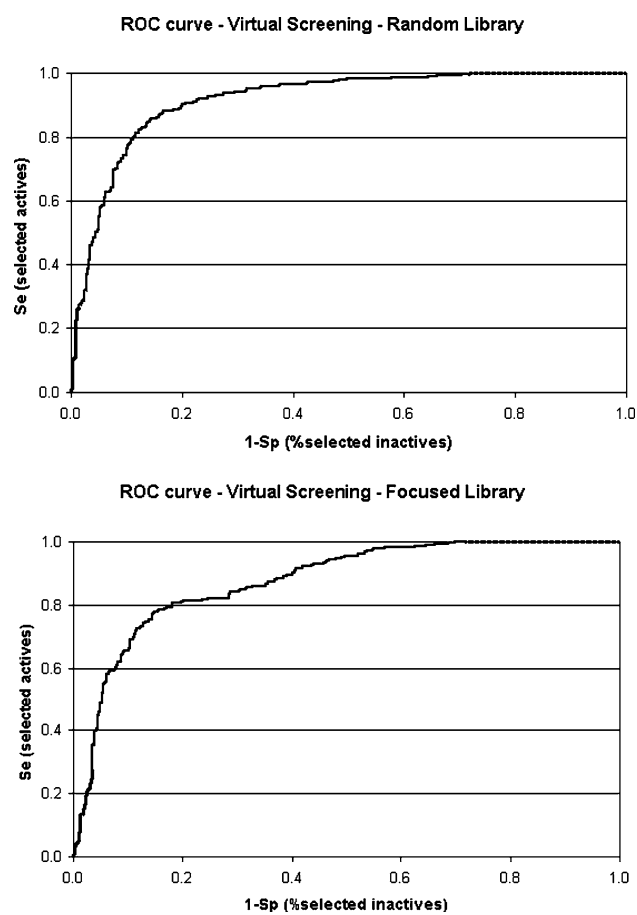 ROC curve - Virtual Screening - Random Library
1.0
0.8
0.6
0.4
0.2
0.0
Se (selected actives)
0.0 0.2 0.4 0.6 0.8 1.0
1-Sp (%selected inactives)
ROC curve - Virtual Screening - Focused Library
1.0
0.8
0.6
0.4
0.2
0.0
Se (selected actives)
0.0 0.2 0.4 0.6 0.8 1.0
1-Sp (%selected inactives)